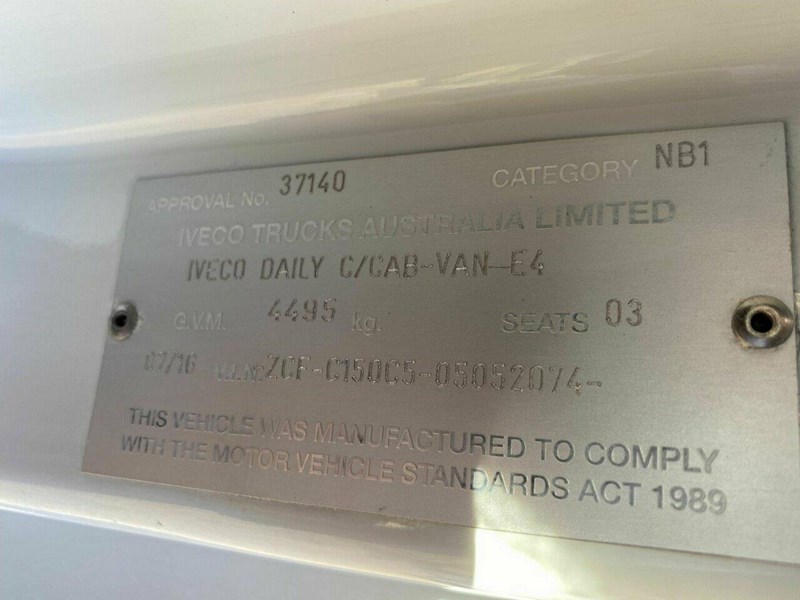 APPROVAL No. 37140 CATEGORY NB1
IVECO TRUCKS AUSTRALIA LIMITED
IVECO DAILY C/CAB-VAN-E4
G.V.M. 4495 kg. SEATS 03
07/16 V.I.N. ZCF-C150C5-05052074-
THIS VEHICLE WAS MANUFACTURED TO COMPLY
WITH THE MOTOR VEHICLE STANDARDS ACT 1989